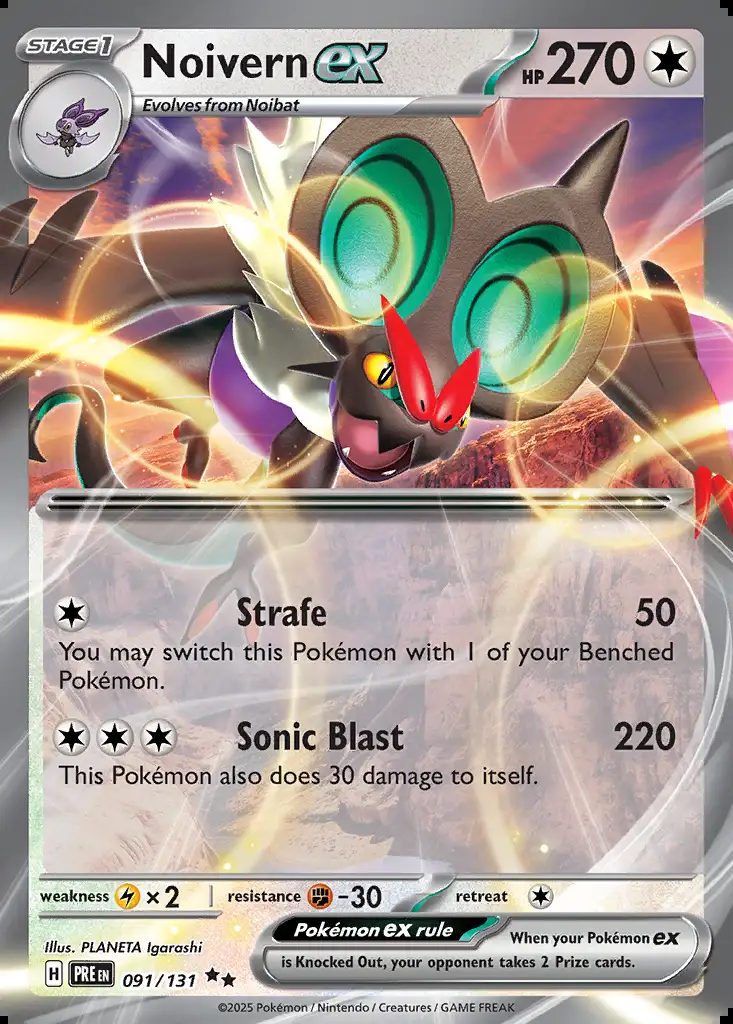 STAGE 1
Noivern ex
HP 270
Evolves from Noibat
Strafe 50
You may switch this Pokémon with 1 of your Benched
Pokémon.
Sonic Blast 220
This Pokémon also does 30 damage to itself.
weakness ×2 resistance -30 retreat
Illus. PLANETA Igarashi
Pokémon ex rule
When your Pokémon ex
is Knocked Out, your opponent takes 2 Prize cards.
H PRE EN 091/131
©2025 Pokémon / Nintendo / Creatures / GAME FREAK